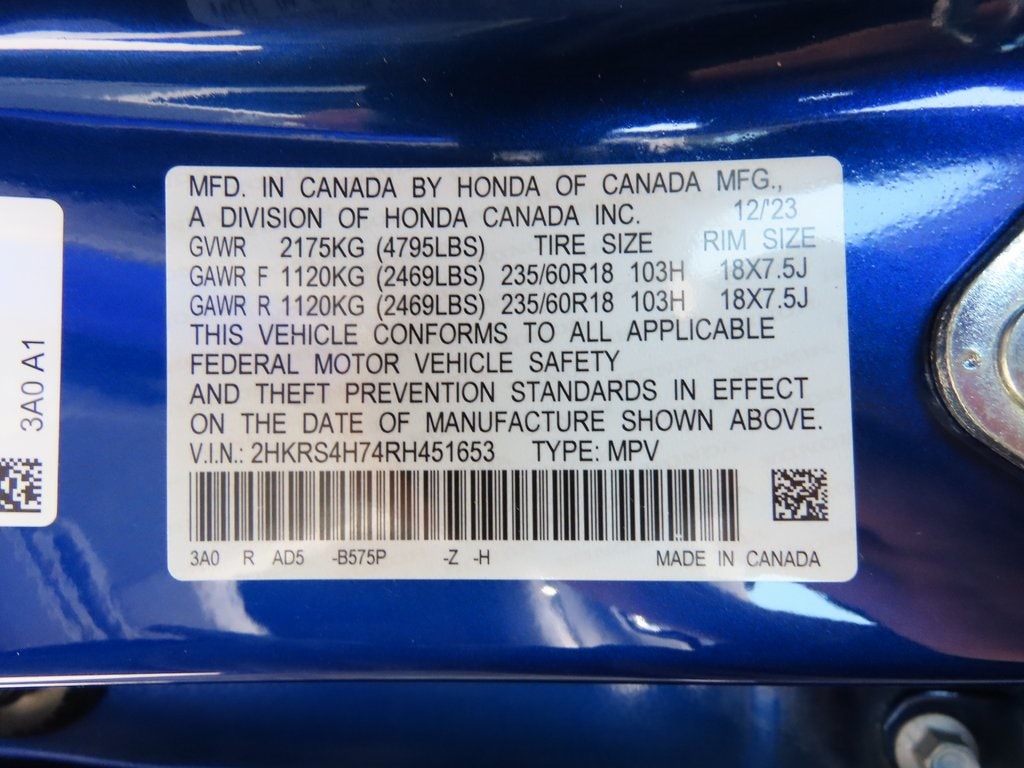 MFD. IN CANADA BY HONDA OF CANADA MFG.,
A DIVISION OF HONDA CANADA INC. 12/'23
GVWR 2175KG (4795LBS) TIRE SIZE RIM SIZE
GAWR F 1120KG (2469LBS) 235/60R18 103H 18X7.5J
GAWR R 1120KG (2469LBS) 235/60R18 103H 18X7.5J
THIS VEHICLE CONFORMS TO ALL APPLICABLE
FEDERAL MOTOR VEHICLE SAFETY
AND THEFT PREVENTION STANDARDS IN EFFECT
ON THE DATE OF MANUFACTURE SHOWN ABOVE.
V.I.N.: 2HKRS4H74RH451653 TYPE: MPV
3A0 R AD5 -B575P -Z -H MADE IN CANADA
3A0 A1